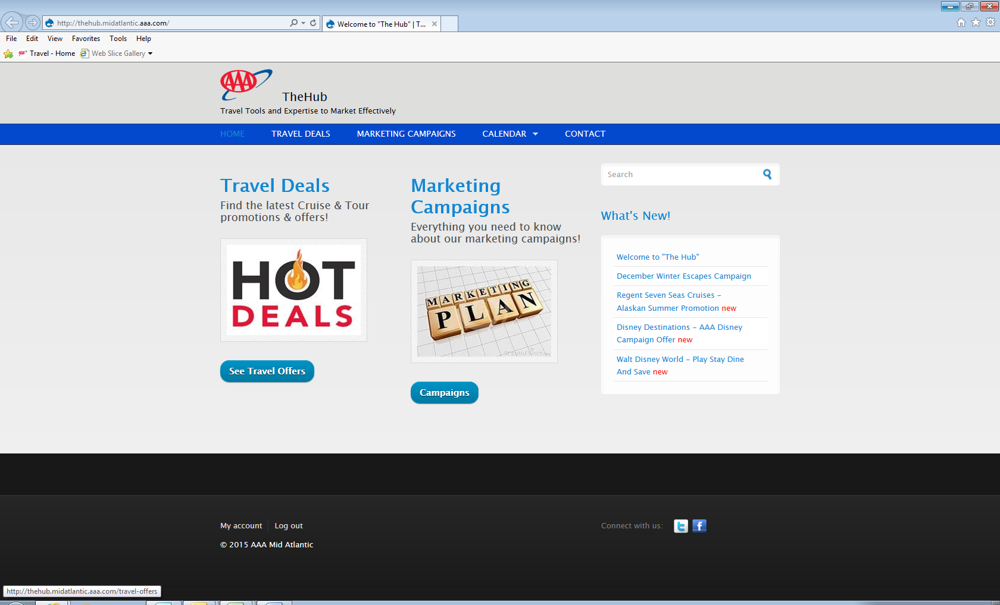 http://thehub.midatlantic.aaa.com/
Welcome to "The Hub" | T...
File Edit View Favorites Tools Help
Travel - Home Web Slice Gallery
AAA
TheHub
Travel Tools and Expertise to Market Effectively
HOME TRAVEL DEALS MARKETING CAMPAIGNS CALENDAR CONTACT
Travel Deals
Find the latest Cruise & Tour
promotions & offers!
HOT
DEALS
See Travel Offers
Marketing
Campaigns
Everything you need to know
about our marketing campaigns!
MARKETING
PLAN
dreamstime
Campaigns
Search
What's New!
Welcome to "The Hub"
December Winter Escapes Campaign
Regent Seven Seas Cruises –
Alaskan Summer Promotion new
Disney Destinations – AAA Disney
Campaign Offer new
Walt Disney World – Play Stay Dine
And Save new
My account Log out
Connect with us:
© 2015 AAA Mid Atlantic
http://thehub.midatlantic.aaa.com/travel-offers